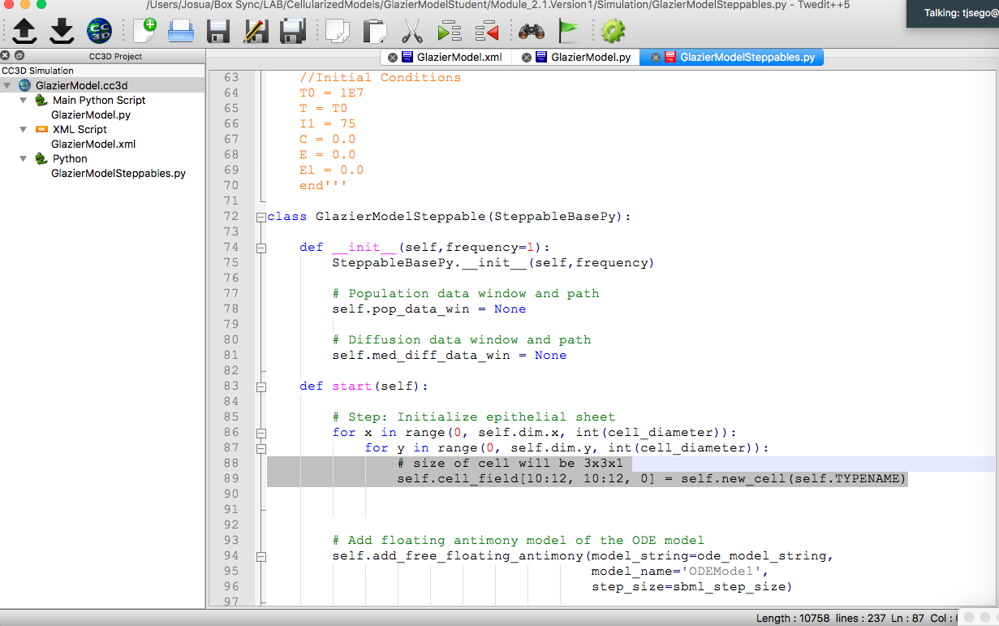 /Users/Josua/Box Sync/LAB/CellularizedModels/GlazierModelStudent/Module_2.1.Version1/Simulation/GlazierModelSteppables.py - Twedit++5
Talking: tjsego@
CC
3D
CC3D Project
GlazierModel.xml
GlazierModel.py
GlazierModelSteppables.py
CC3D Simulation
GlazierModel.cc3d
Main Python Script
GlazierModel.py
XML Script
GlazierModel.xml
Python
GlazierModelSteppables.py
63 //Initial Conditions
64 T0 = 1E7
65 T = T0
66 I1 = 75
67 C = 0.0
68 E = 0.0
69 El = 0.0
70 end'''
71
72 class GlazierModelSteppable(SteppableBasePy):
73
74 def __init__(self,frequency=1):
75 SteppableBasePy.__init__(self,frequency)
76
77 # Population data window and path
78 self.pop_data_win = None
79
80 # Diffusion data window and path
81 self.med_diff_data_win = None
82
83 def start(self):
84
85 # Step: Initialize epithelial sheet
86 for x in range(0, self.dim.x, int(cell_diameter)):
87 for y in range(0, self.dim.y, int(cell_diameter)):
88 # size of cell will be 3x3x1
89 self.cell_field[10:12, 10:12, 0] = self.new_cell(self.TYPENAME)
90
91
92
93 # Add floating antimony model of the ODE model
94 self.add_free_floating_antimony(model_string=ode_model_string,
95 model_name='ODEModel',
96 step_size=sbml_step_size)
97
Length : 10758 lines : 237 Ln : 87 Col :